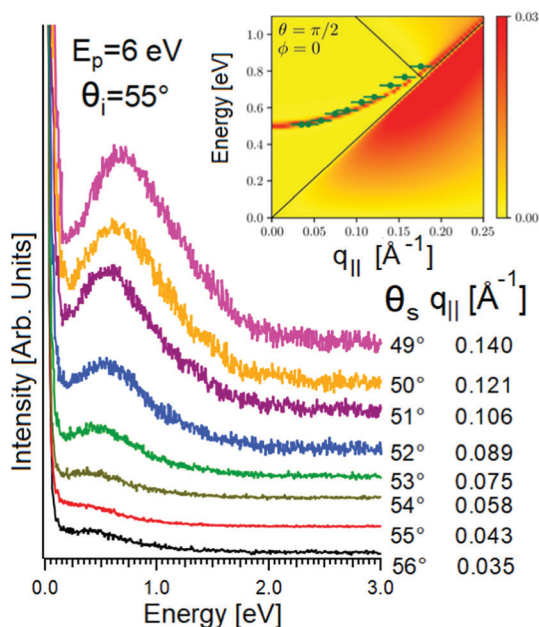 E_p=6 eV
θ_i=55°
θ = π/2
ϕ = 0
Energy [eV]
1.0
0.8
0.6
0.4
0.2
0.0
0.00 0.05 0.10 0.15 0.20 0.25
q_|| [Å⁻¹]
0.03
0.02
0.01
0.00
θ_s q_|| [Å⁻¹]
49° 0.140
50° 0.121
51° 0.106
52° 0.089
53° 0.075
54° 0.058
55° 0.043
56° 0.035
Intensity [Arb. Units]
0.0 1.0 2.0 3.0
Energy [eV]